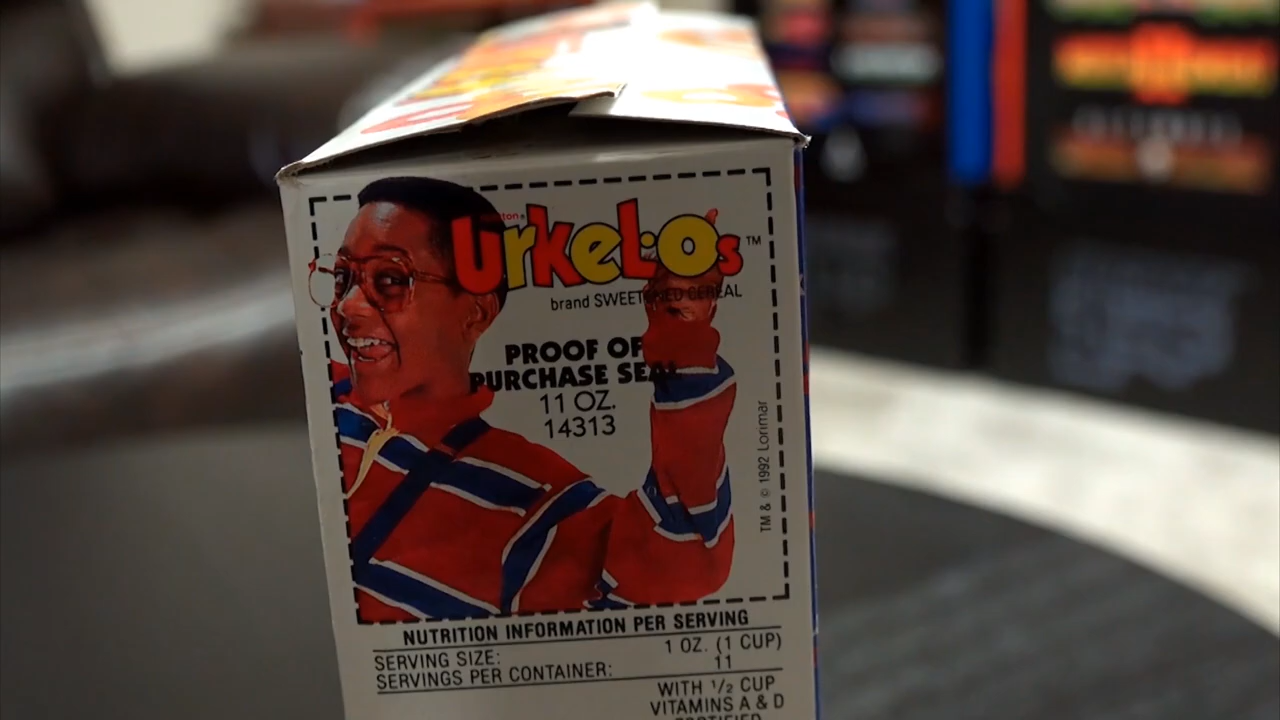 UrkeL·O's™
brand SWEETENED CEREAL
PROOF OF
PURCHASE SEAL
11 OZ.
14313
TM & © 1992 Lorimar
NUTRITION INFORMATION PER SERVING
SERVING SIZE: 1 OZ. (1 CUP)
SERVINGS PER CONTAINER: 11
WITH 1/2 CUP
VITAMINS A & D
FORTIFIED